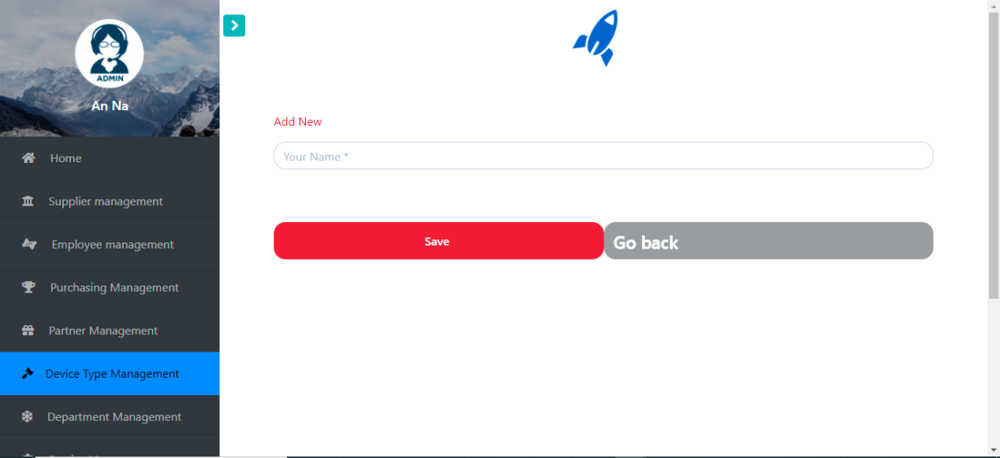 ADMIN
An Na
Home
Supplier management
Employee management
Purchasing Management
Partner Management
Device Type Management
Department Management
Add New
Your Name *
Save
Go back